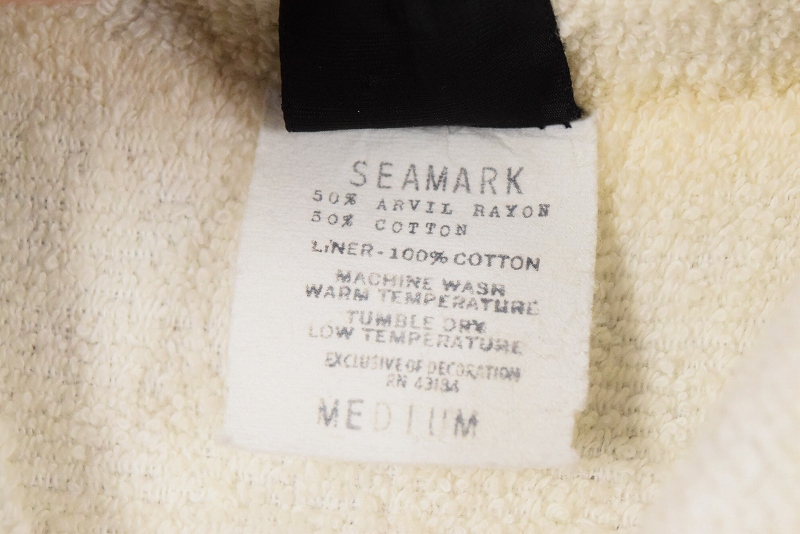 SEAMARK
50% ARVIL RAYON
50% COTTON
LINER-100% COTTON
MACHINE WASH
WARM TEMPERATURE
TUMBLE DRY
LOW TEMPERATURE
EXCLUSIVE OF DECORATION
RN 43184
MEDIUM